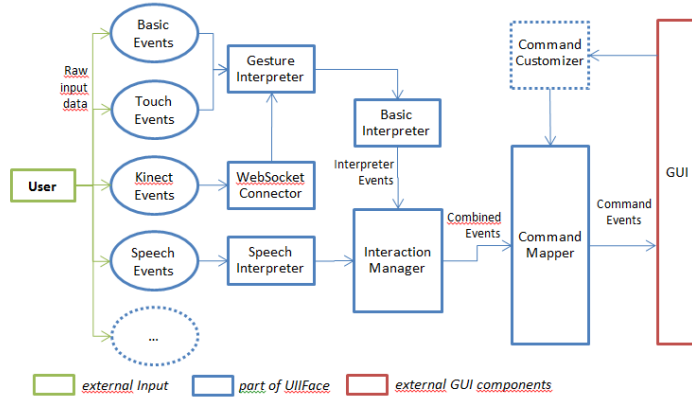 Basic
Events
Raw
input
data
Touch
Events
Gesture
Interpreter
Command
Customizer
Basic
Interpreter
Interpreter
Events
User
Kinect
Events
WebSocket
Connector
GUI
Speech
Events
Speech
Interpreter
Interaction
Manager
Combined
Events
Command
Mapper
Command
Events
...
external Input
part of UIIFace
external GUI components